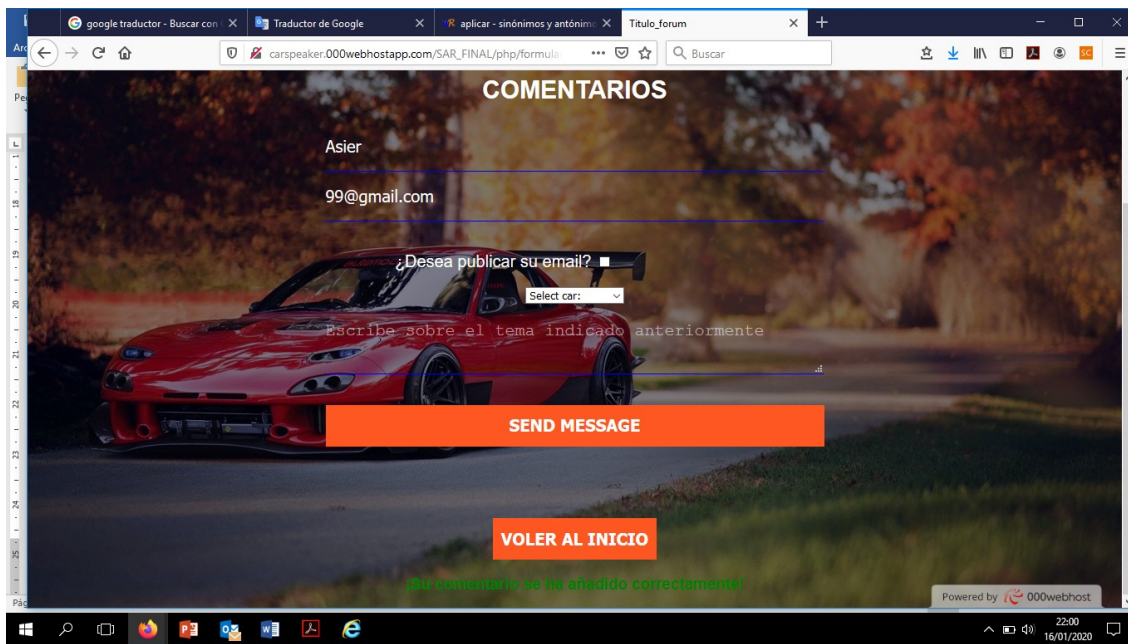 google traductor - Buscar con G
Traductor de Google
aplicar - sinónimos y antónimo
Titulo_forum
carspeaker.000webhostapp.com/SAR_FINAL/php/formula
Buscar
COMENTARIOS
Asier
99@gmail.com
¿Desea publicar su email?
Select car:
Escribe sobre el tema indicado anteriormente
SEND MESSAGE
VOLER AL INICIO
¡Su comentario se ha añadido correctamente!
Powered by 000webhost
22:00
16/01/2020